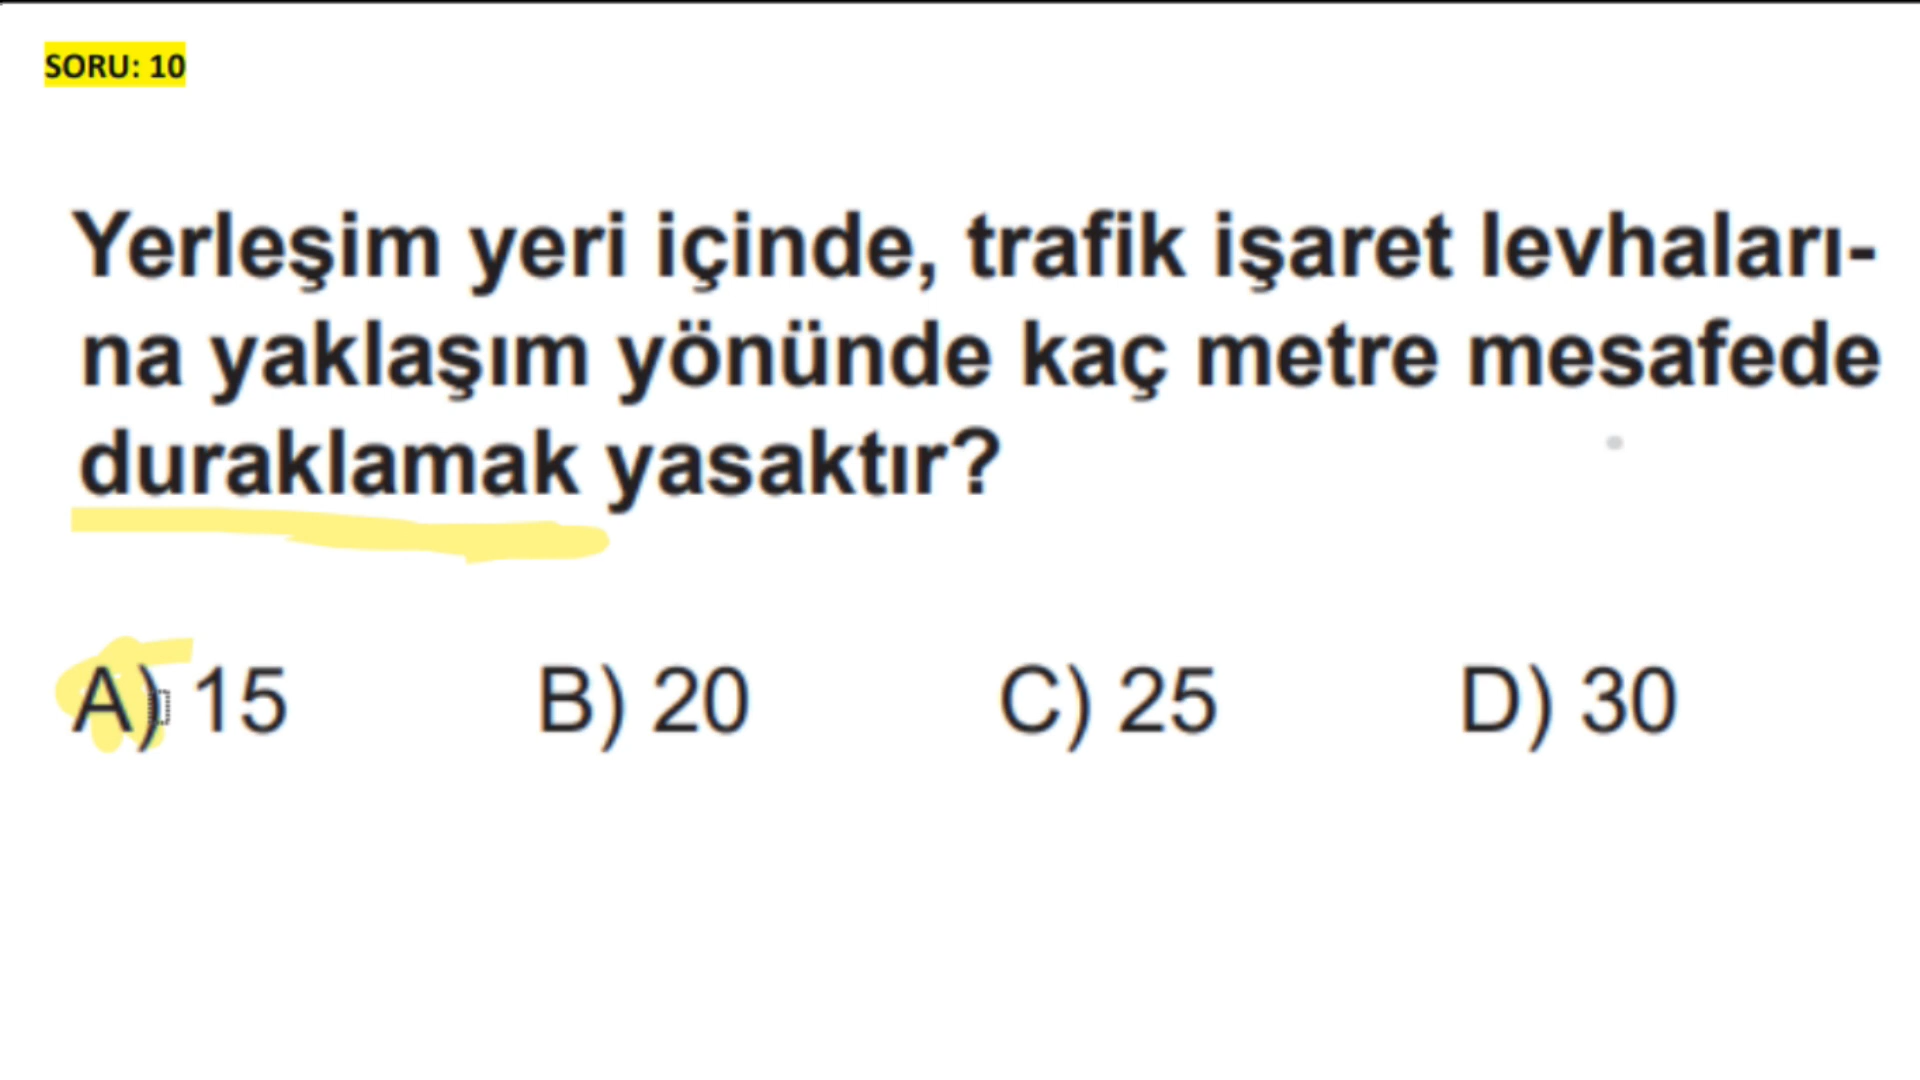 SORU: 10
Yerleşim yeri içinde, trafik işaret levhaları-
na yaklaşım yönünde kaç metre mesafede
duraklamak yasaktır?
A) 15 B) 20 C) 25 D) 30